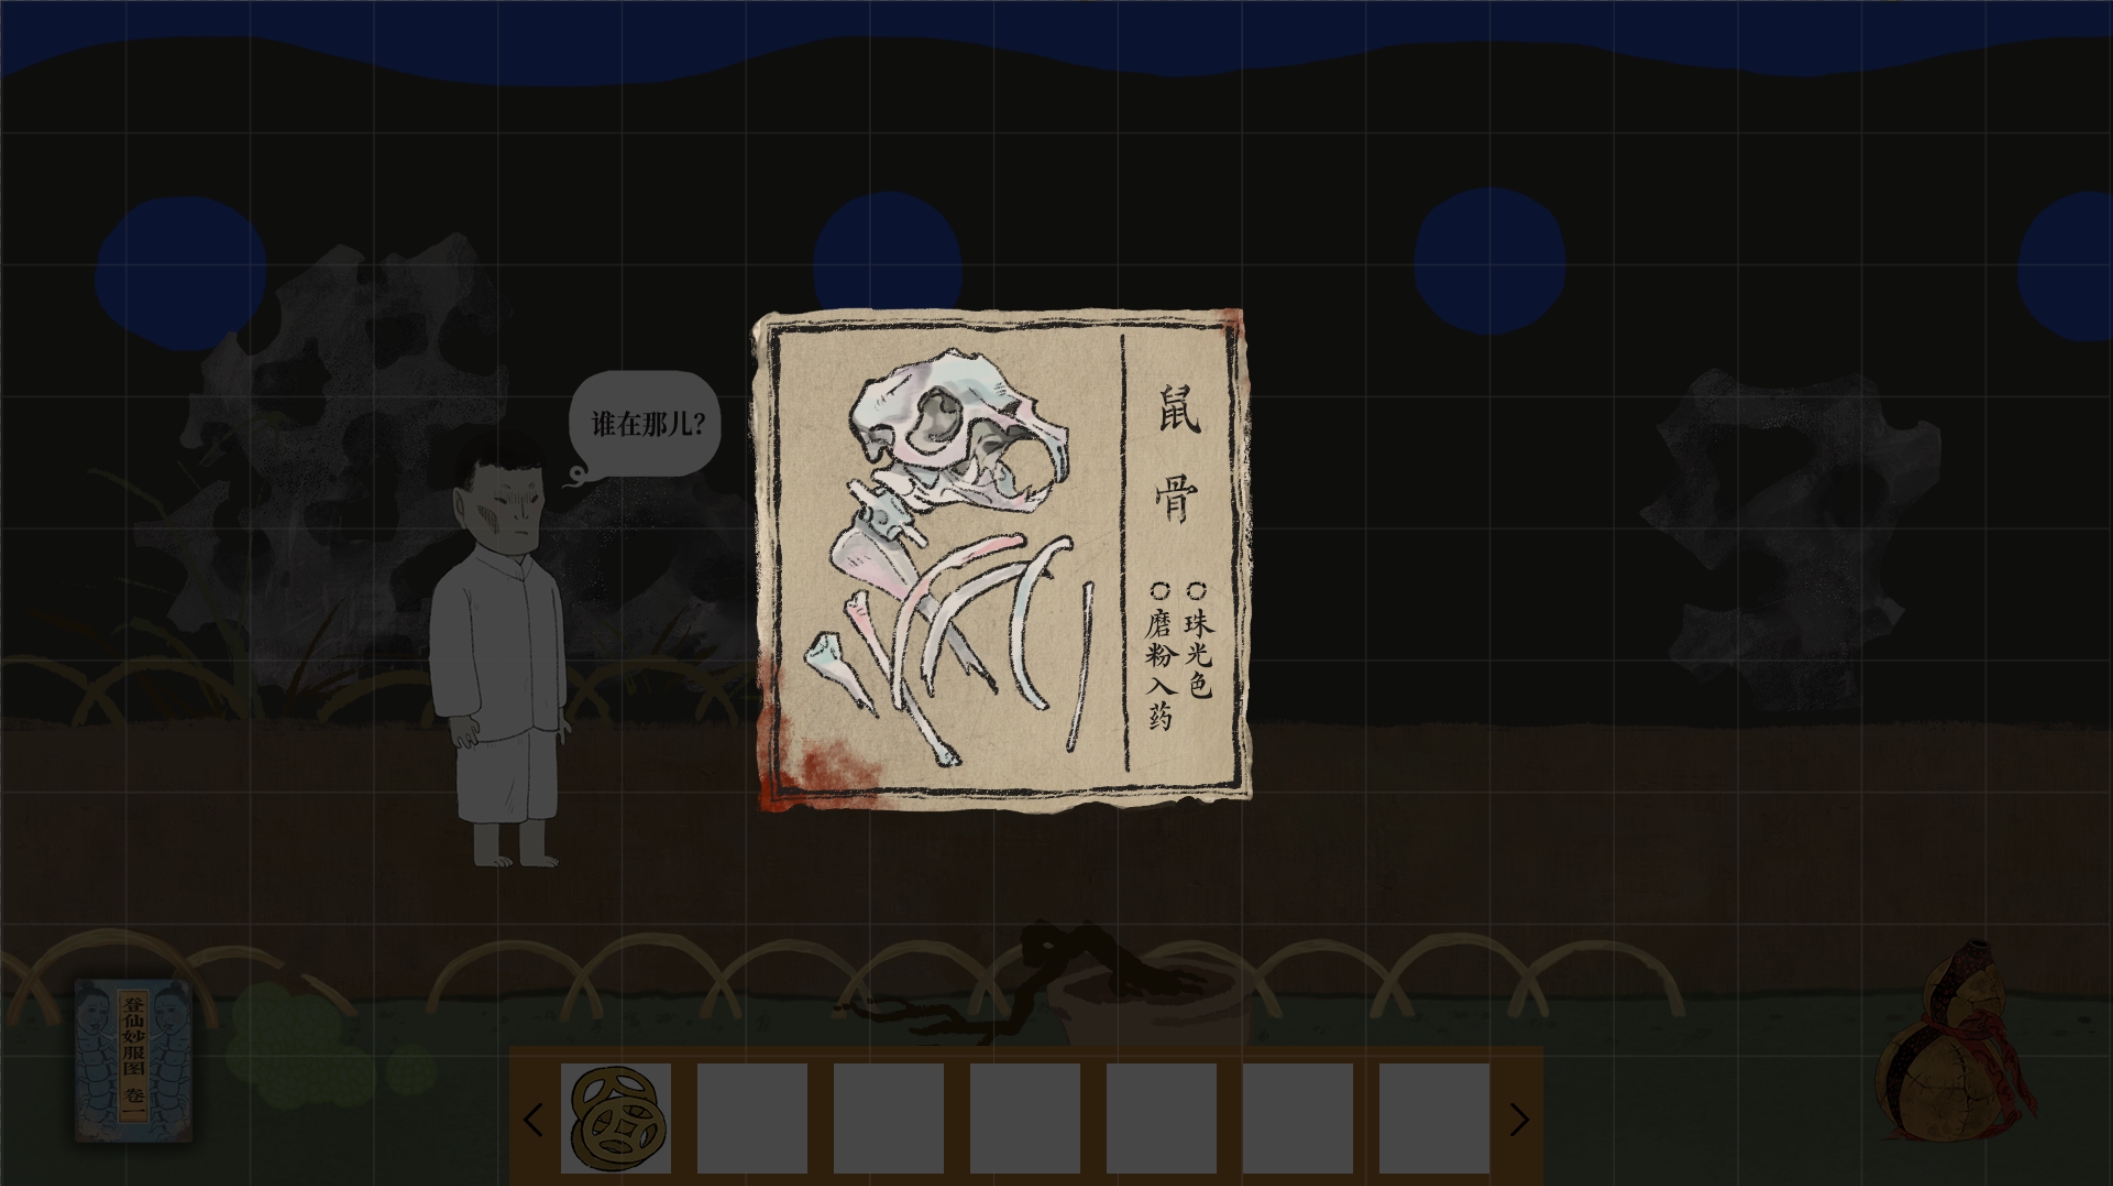 谁在那儿?
鼠骨
○珠光色
○磨粉入药
登仙妙服图 卷一